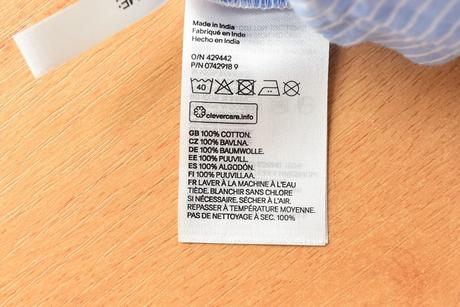 Made in India
Fabriqué en Inde
Hecho en India
O/N 429442
P/N 0742918 9
40
clevercare.info
GB 100% COTTON.
CZ 100% BAVLNA.
DE 100% BAUMWOLLE.
EE 100% PUUVILL.
ES 100% ALGODÓN.
FI 100% PUUVILLAA.
FR LAVER À LA MACHINE À L'EAU
TIÈDE. BLANCHIR SANS CHLORE
SI NÉCESSAIRE. SÉCHER À L'AIR.
REPASSER À TEMPÉRATURE MOYENNE.
PAS DE NETTOYAGE À SEC. 100%